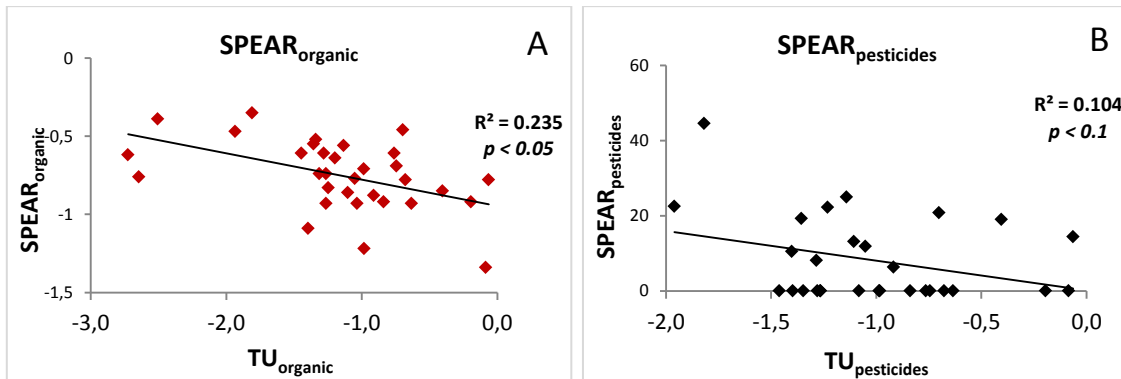 SPEARorganic
A
0
-0,5
-1
-1,5
SPEARorganic
R² = 0.235
p < 0.05
-3,0 -2,0 -1,0 0,0
TUorganic
SPEARpesticides
B
60
40
20
0
SPEARpesticides
R² = 0.104
p < 0.1
-2,0 -1,5 -1,0 -0,5 0,0
TUpesticides